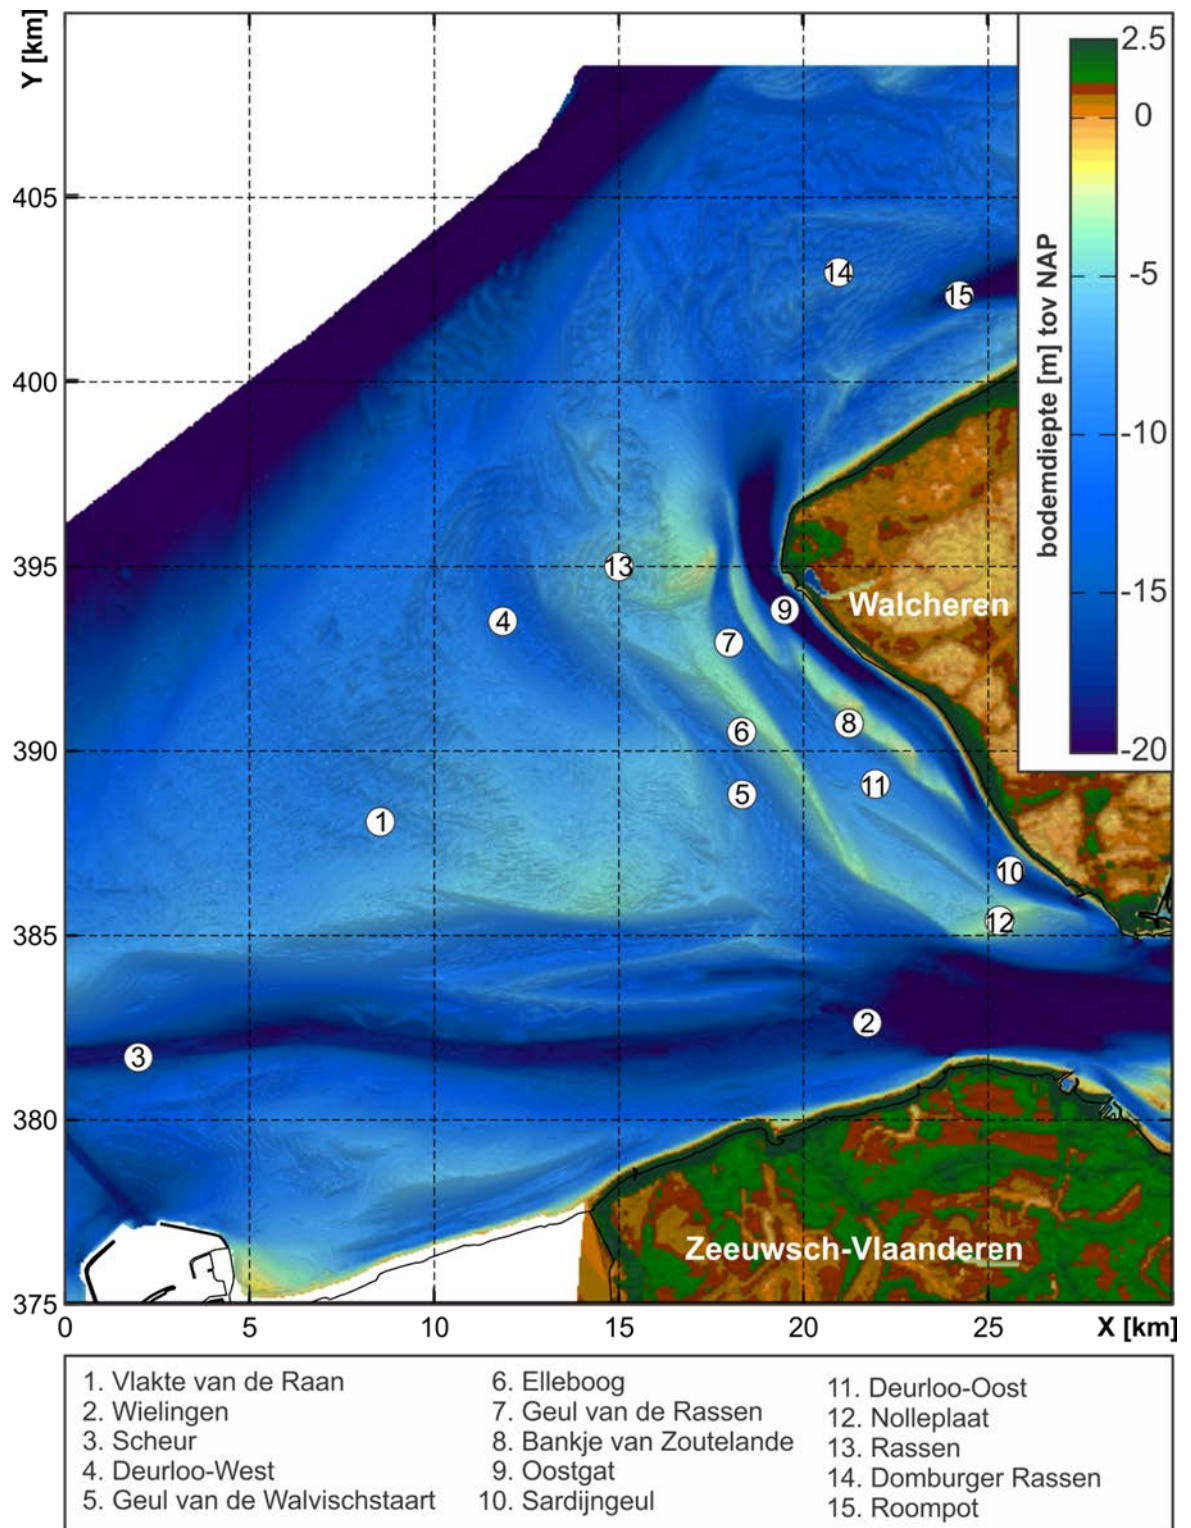 Y [km]
405
400
395
390
385
380
375
0
5
10
15
20
25
X [km]
2.5
0
-5
-10
-15
-20
bodemdiepte [m] tov NAP
14
15
13
4
9
7
8
6
11
5
1
10
12
2
3
Walcheren
Zeeuwsch-Vlaanderen
1. Vlakte van de Raan
2. Wielingen
3. Scheur
4. Deurloo-West
5. Geul van de Walvischstaart
6. Elleboog
7. Geul van de Rassen
8. Bankje van Zoutelande
9. Oostgat
10. Sardijngeul
11. Deurloo-Oost
12. Nolleplaat
13. Rassen
14. Domburger Rassen
15. Roompot